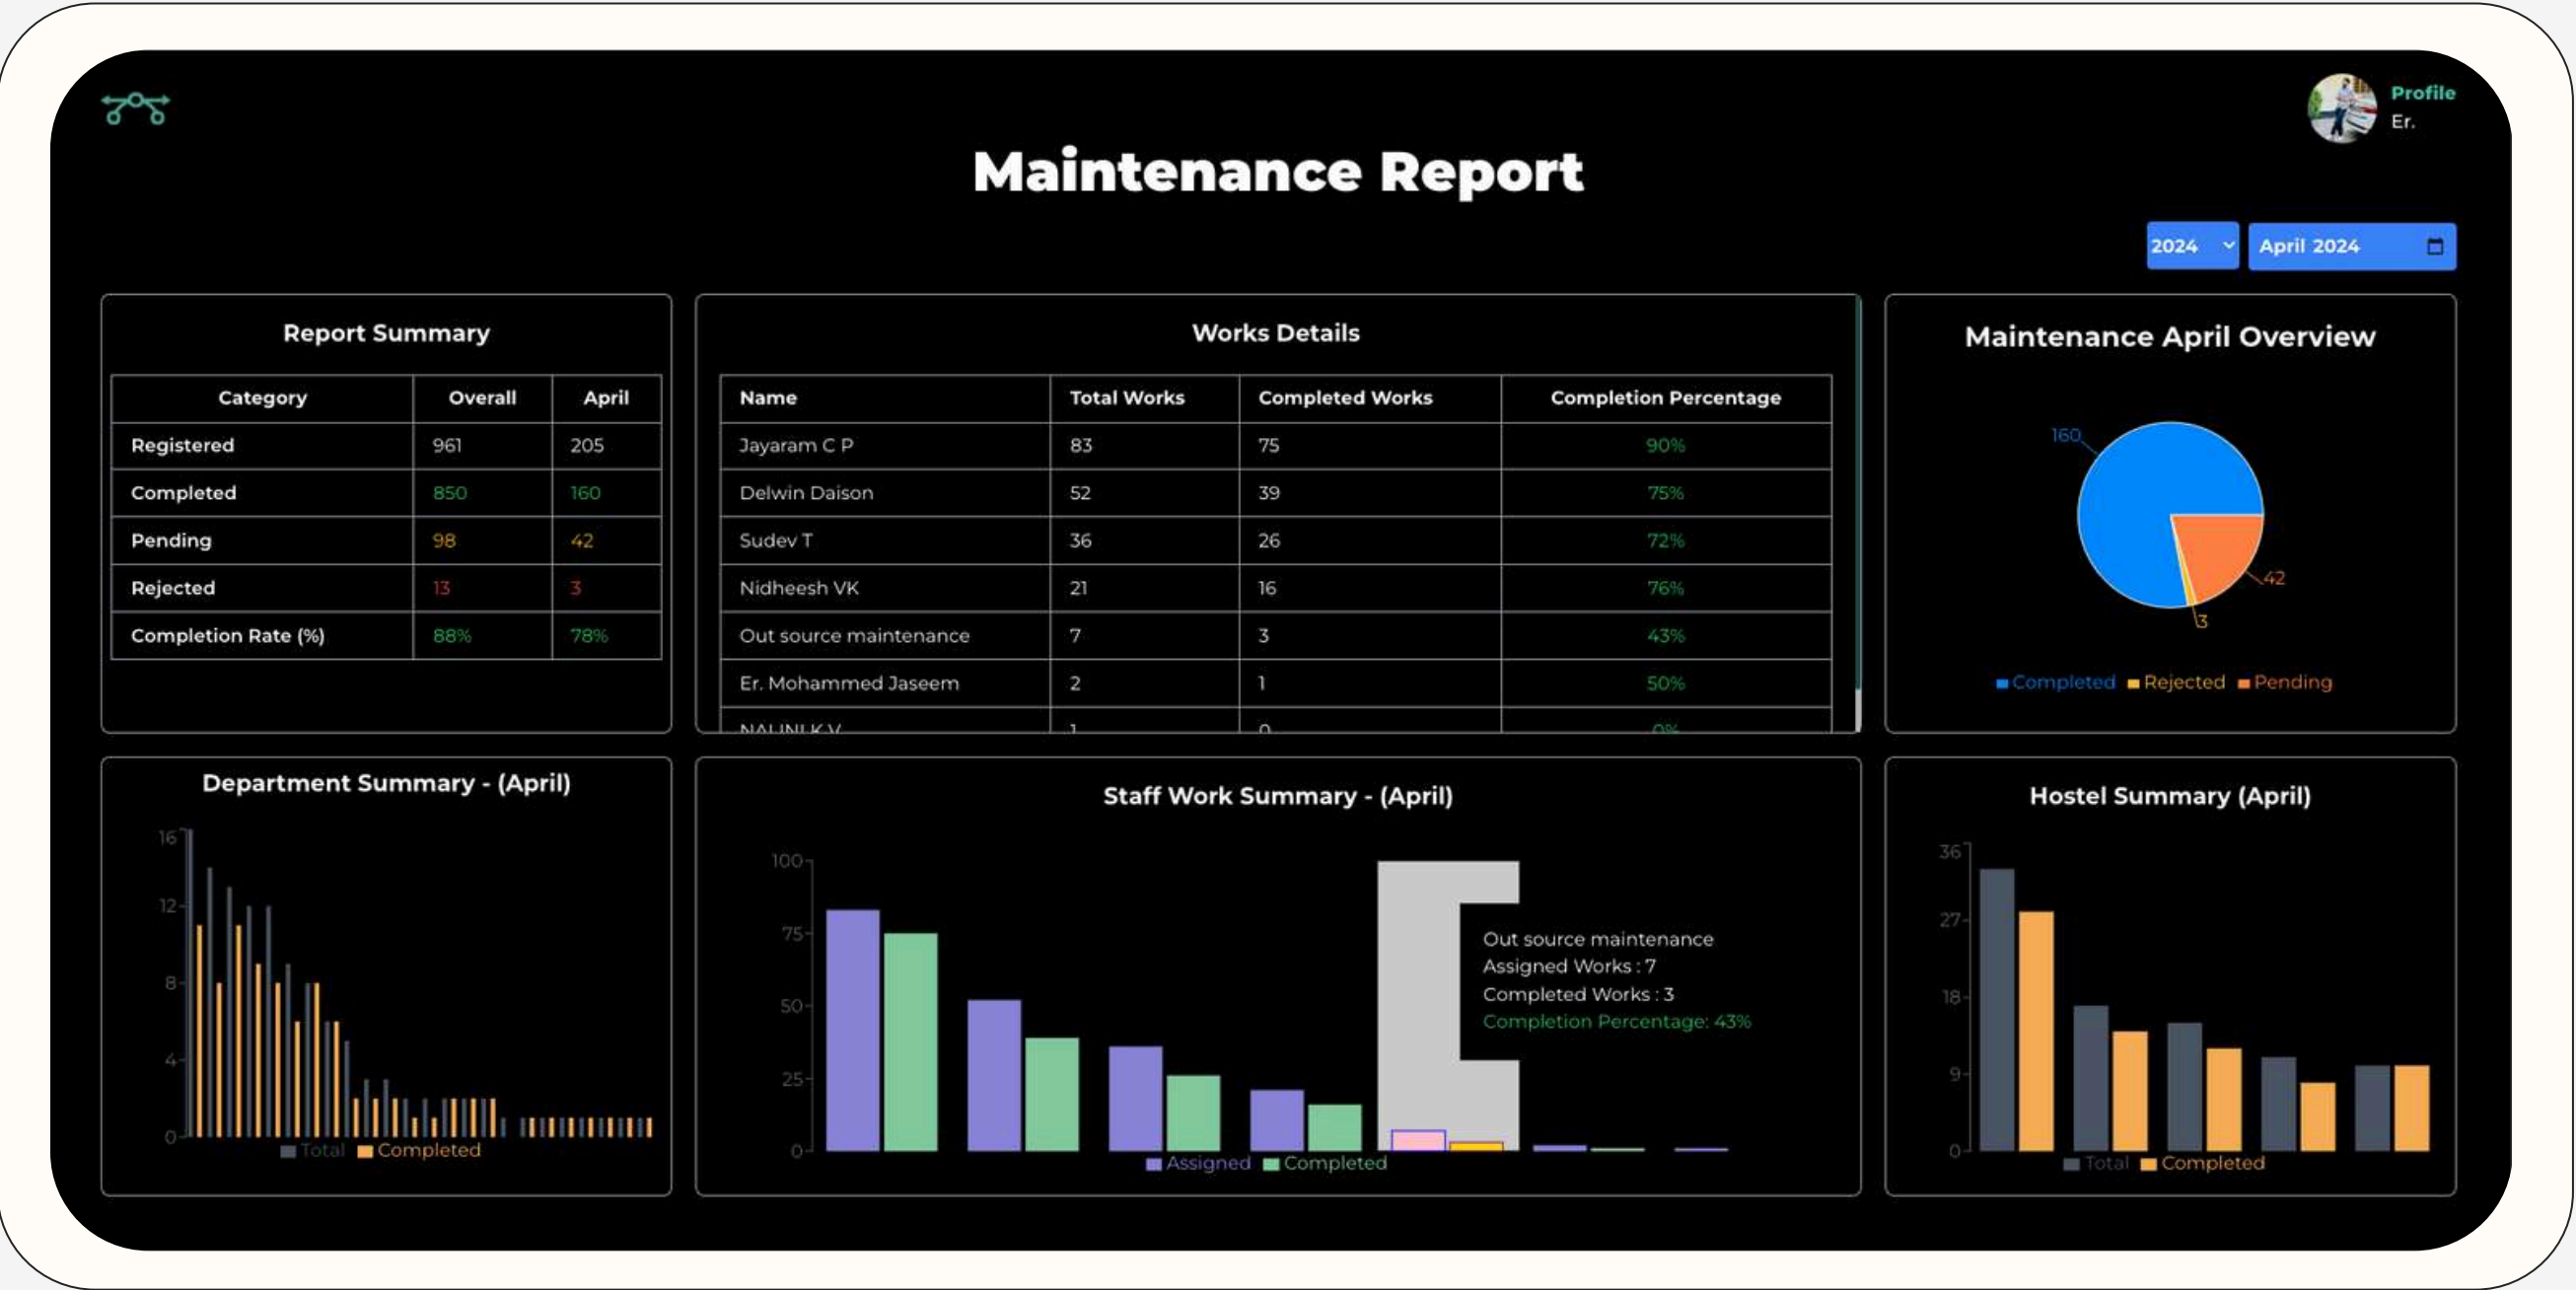 Profile
Er.
Maintenance Report
2024
April 2024
Report Summary
Category Overall April
Registered 961 205
Completed 850 160
Pending 98 42
Rejected 13 3
Completion Rate (%) 88% 78%
Works Details
Name Total Works Completed Works Completion Percentage
Jayaram C P 83 75 90%
Delwin Daison 52 39 75%
Sudev T 36 26 72%
Nidheesh VK 21 16 76%
Out source maintenance 7 3 43%
Er. Mohammed Jaseem 2 1 50%
NALINI K V 1 0 0%
Maintenance April Overview
160
42
3
Completed Rejected Pending
Department Summary - (April)
16
12
8
4
0
Total Completed
Staff Work Summary - (April)
100
75
50
25
0
Out source maintenance
Assigned Works : 7
Completed Works : 3
Completion Percentage: 43%
Assigned Completed
Hostel Summary (April)
36
27
18
9
0
Total Completed